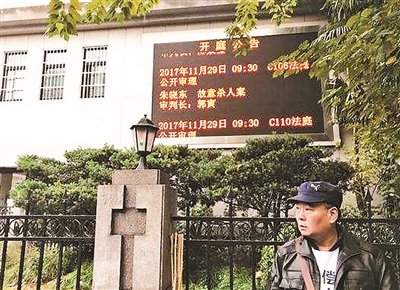 开庭公告
2017年11月29日 09:30 C106法庭
公开审理
朱晓东 故意杀人案
审判长：郭寅
2017年11月29日 09:30 C110法庭
公开审理
偿